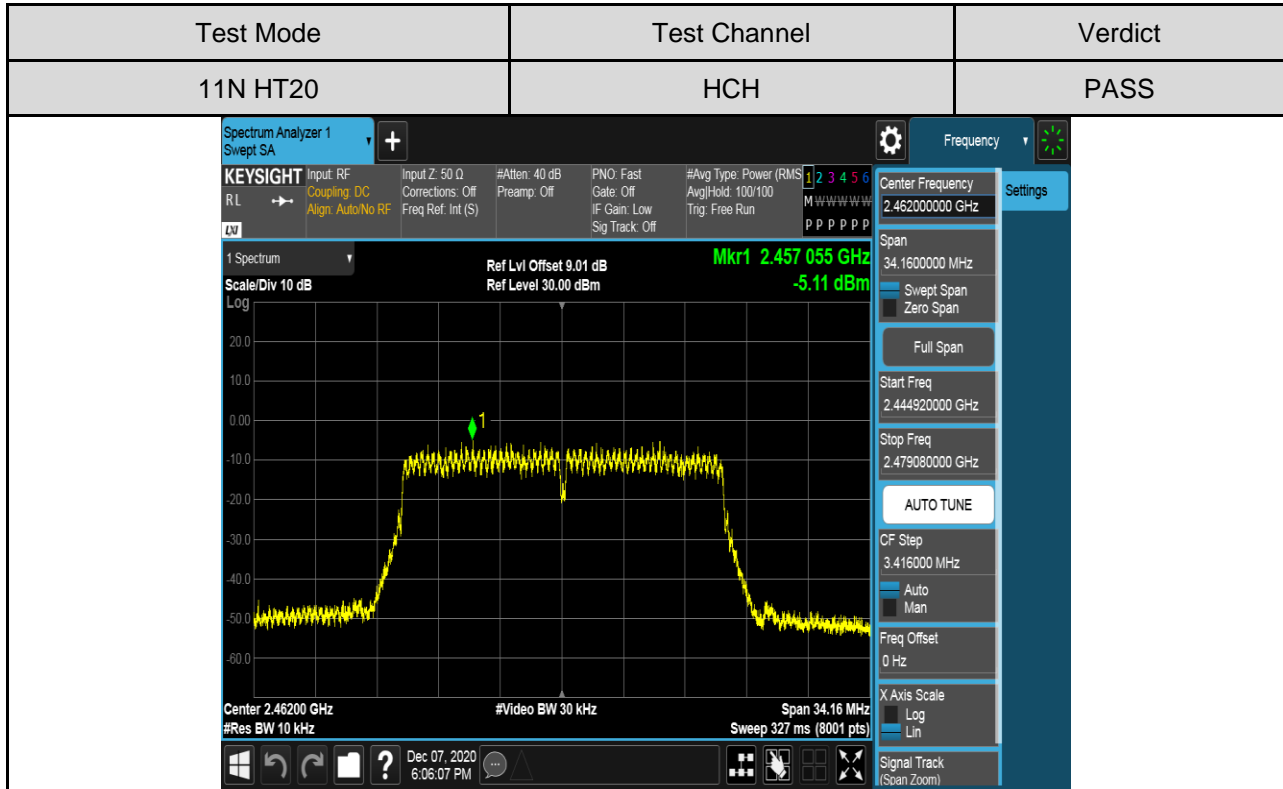 Test Mode Test Channel Verdict
11N HT20 HCH PASS
Spectrum Analyzer 1
Swept SA
+
Frequency
KEYSIGHT
RL
LXI
Input: RF
Coupling: DC
Align: Auto/No RF
Input Z: 50 Ω
Corrections: Off
Freq Ref: Int (S)
#Atten: 40 dB
Preamp: Off
PNO: Fast
Gate: Off
IF Gain: Low
Sig Track: Off
#Avg Type: Power (RMS
Avg|Hold: 100/100
Trig: Free Run
1 2 3 4 5 6
M W W W W W
P P P P P P
1 Spectrum
Scale/Div 10 dB
Ref Lvl Offset 9.01 dB
Ref Level 30.00 dBm
Mkr1 2.457 055 GHz
-5.11 dBm
Log
20.0
10.0
0.00
-10.0
-20.0
-30.0
-40.0
-50.0
-60.0
1
Center 2.46200 GHz
#Res BW 10 kHz
#Video BW 30 kHz
Span 34.16 MHz
Sweep 327 ms (8001 pts)
?
Dec 07, 2020
6:06:07 PM
Center Frequency
2.462000000 GHz
Settings
Span
34.1600000 MHz
Swept Span
Zero Span
Full Span
Start Freq
2.444920000 GHz
Stop Freq
2.479080000 GHz
AUTO TUNE
CF Step
3.416000 MHz
Auto
Man
Freq Offset
0 Hz
X Axis Scale
Log
Lin
Signal Track
(Span Zoom)